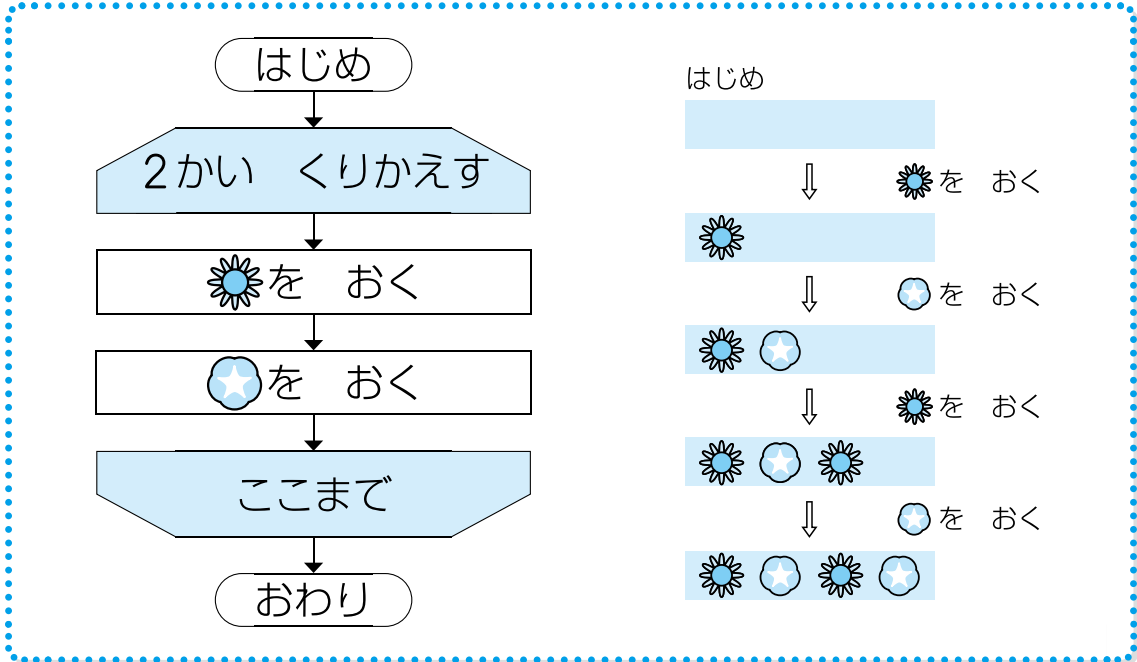 はじめ
2かい　くりかえす
を　おく
を　おく
ここまで
おわり
はじめ
を　おく
を　おく
を　おく
を　おく